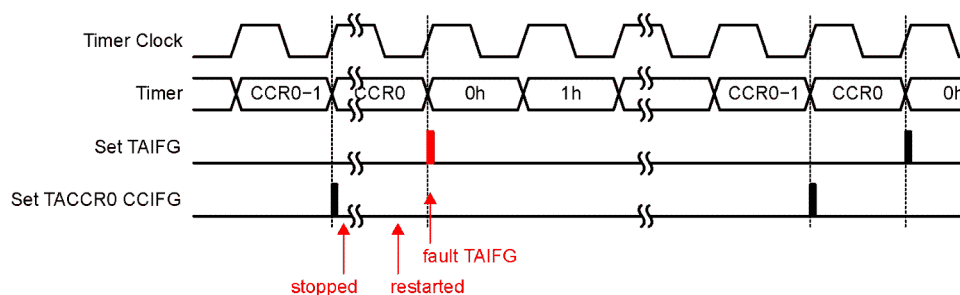 Timer Clock
Timer CCR0−1 CCR0 0h 1h CCR0−1 CCR0 0h
Set TAIFG
Set TACCR0 CCIFG
fault TAIFG
stopped restarted